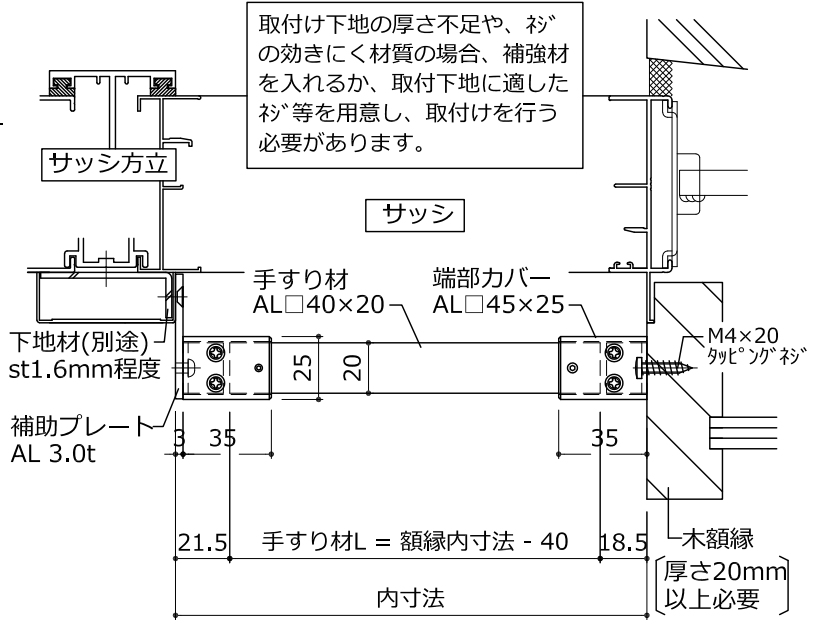 取付け下地の厚さ不足や、ネジ
の効きにく材質の場合、補強材
を入れるか、取付下地に適した
ネジ等を用意し、取付けを行う
必要があります。
サッシ方立
サッシ
手すり材
AL□40×20
端部カバー
AL□45×25
下地材(別途)
st1.6mm程度
M4×20
タッピングネジ
25
20
補助プレート
AL 3.0t
3
35
35
21.5
手すり材L = 額縁内寸法 - 40
18.5
木額縁
厚さ20mm
以上必要
内寸法